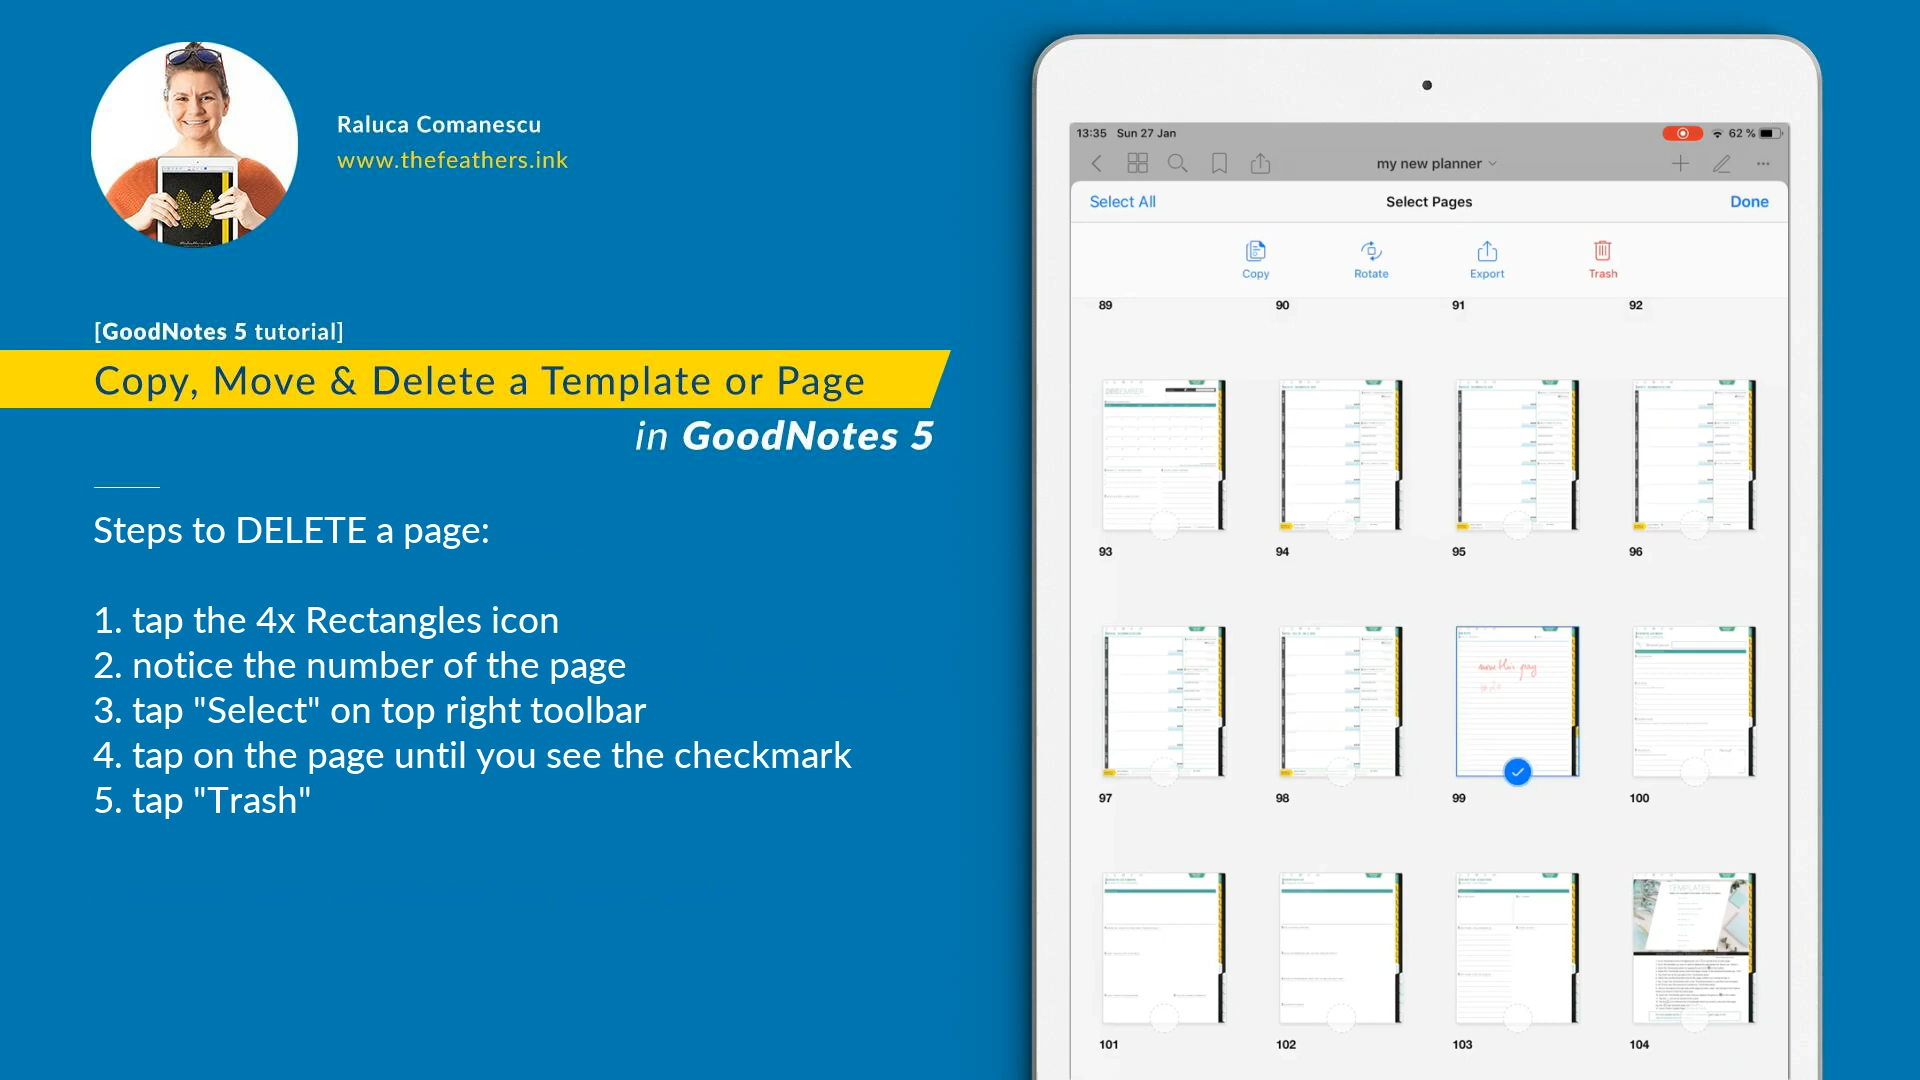 Raluca Comanescu
www.thefeathers.ink
[GoodNotes 5 tutorial]
Copy, Move & Delete a Template or Page
in GoodNotes 5
Steps to DELETE a page:
1. tap the 4x Rectangles icon
2. notice the number of the page
3. tap "Select" on top right toolbar
4. tap on the page until you see the checkmark
5. tap "Trash"
13:35 Sun 27 Jan 62 %
my new planner
Select All Select Pages Done
Copy Rotate Export Trash
89 90 91 92
93 94 95 96
move this pag
97 98 99 100
TEMPLATES
101 102 103 104